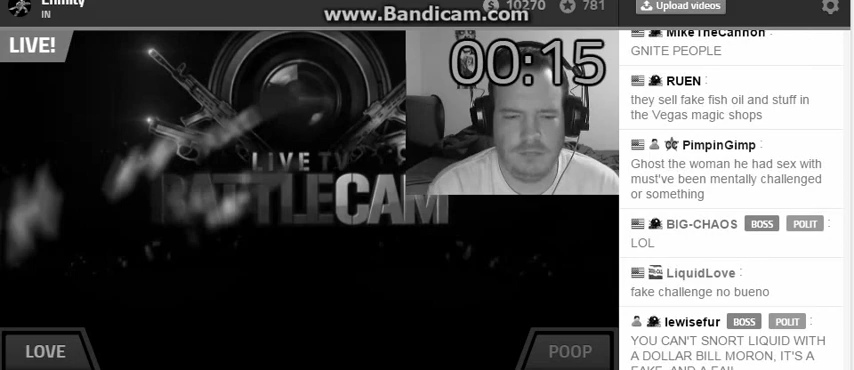 Enmity
IN
www.Bandicam.com
10270
781
Upload videos
LIVE!
00:15
LIVE TV
BATTLECAM
LOVE
POOP
MikeTheCannon :
GNITE PEOPLE
RUEN :
they sell fake fish oil and stuff in
the Vegas magic shops
PimpinGimp :
Ghost the woman he had sex with
must've been mentally challenged
or something
BIG-CHAOS BOSS POLIT :
LOL
LiquidLove :
fake challenge no bueno
lewisefur BOSS POLIT :
YOU CAN'T SNORT LIQUID WITH
A DOLLAR BILL MORON, IT'S A
FAKE, AND A FAIL